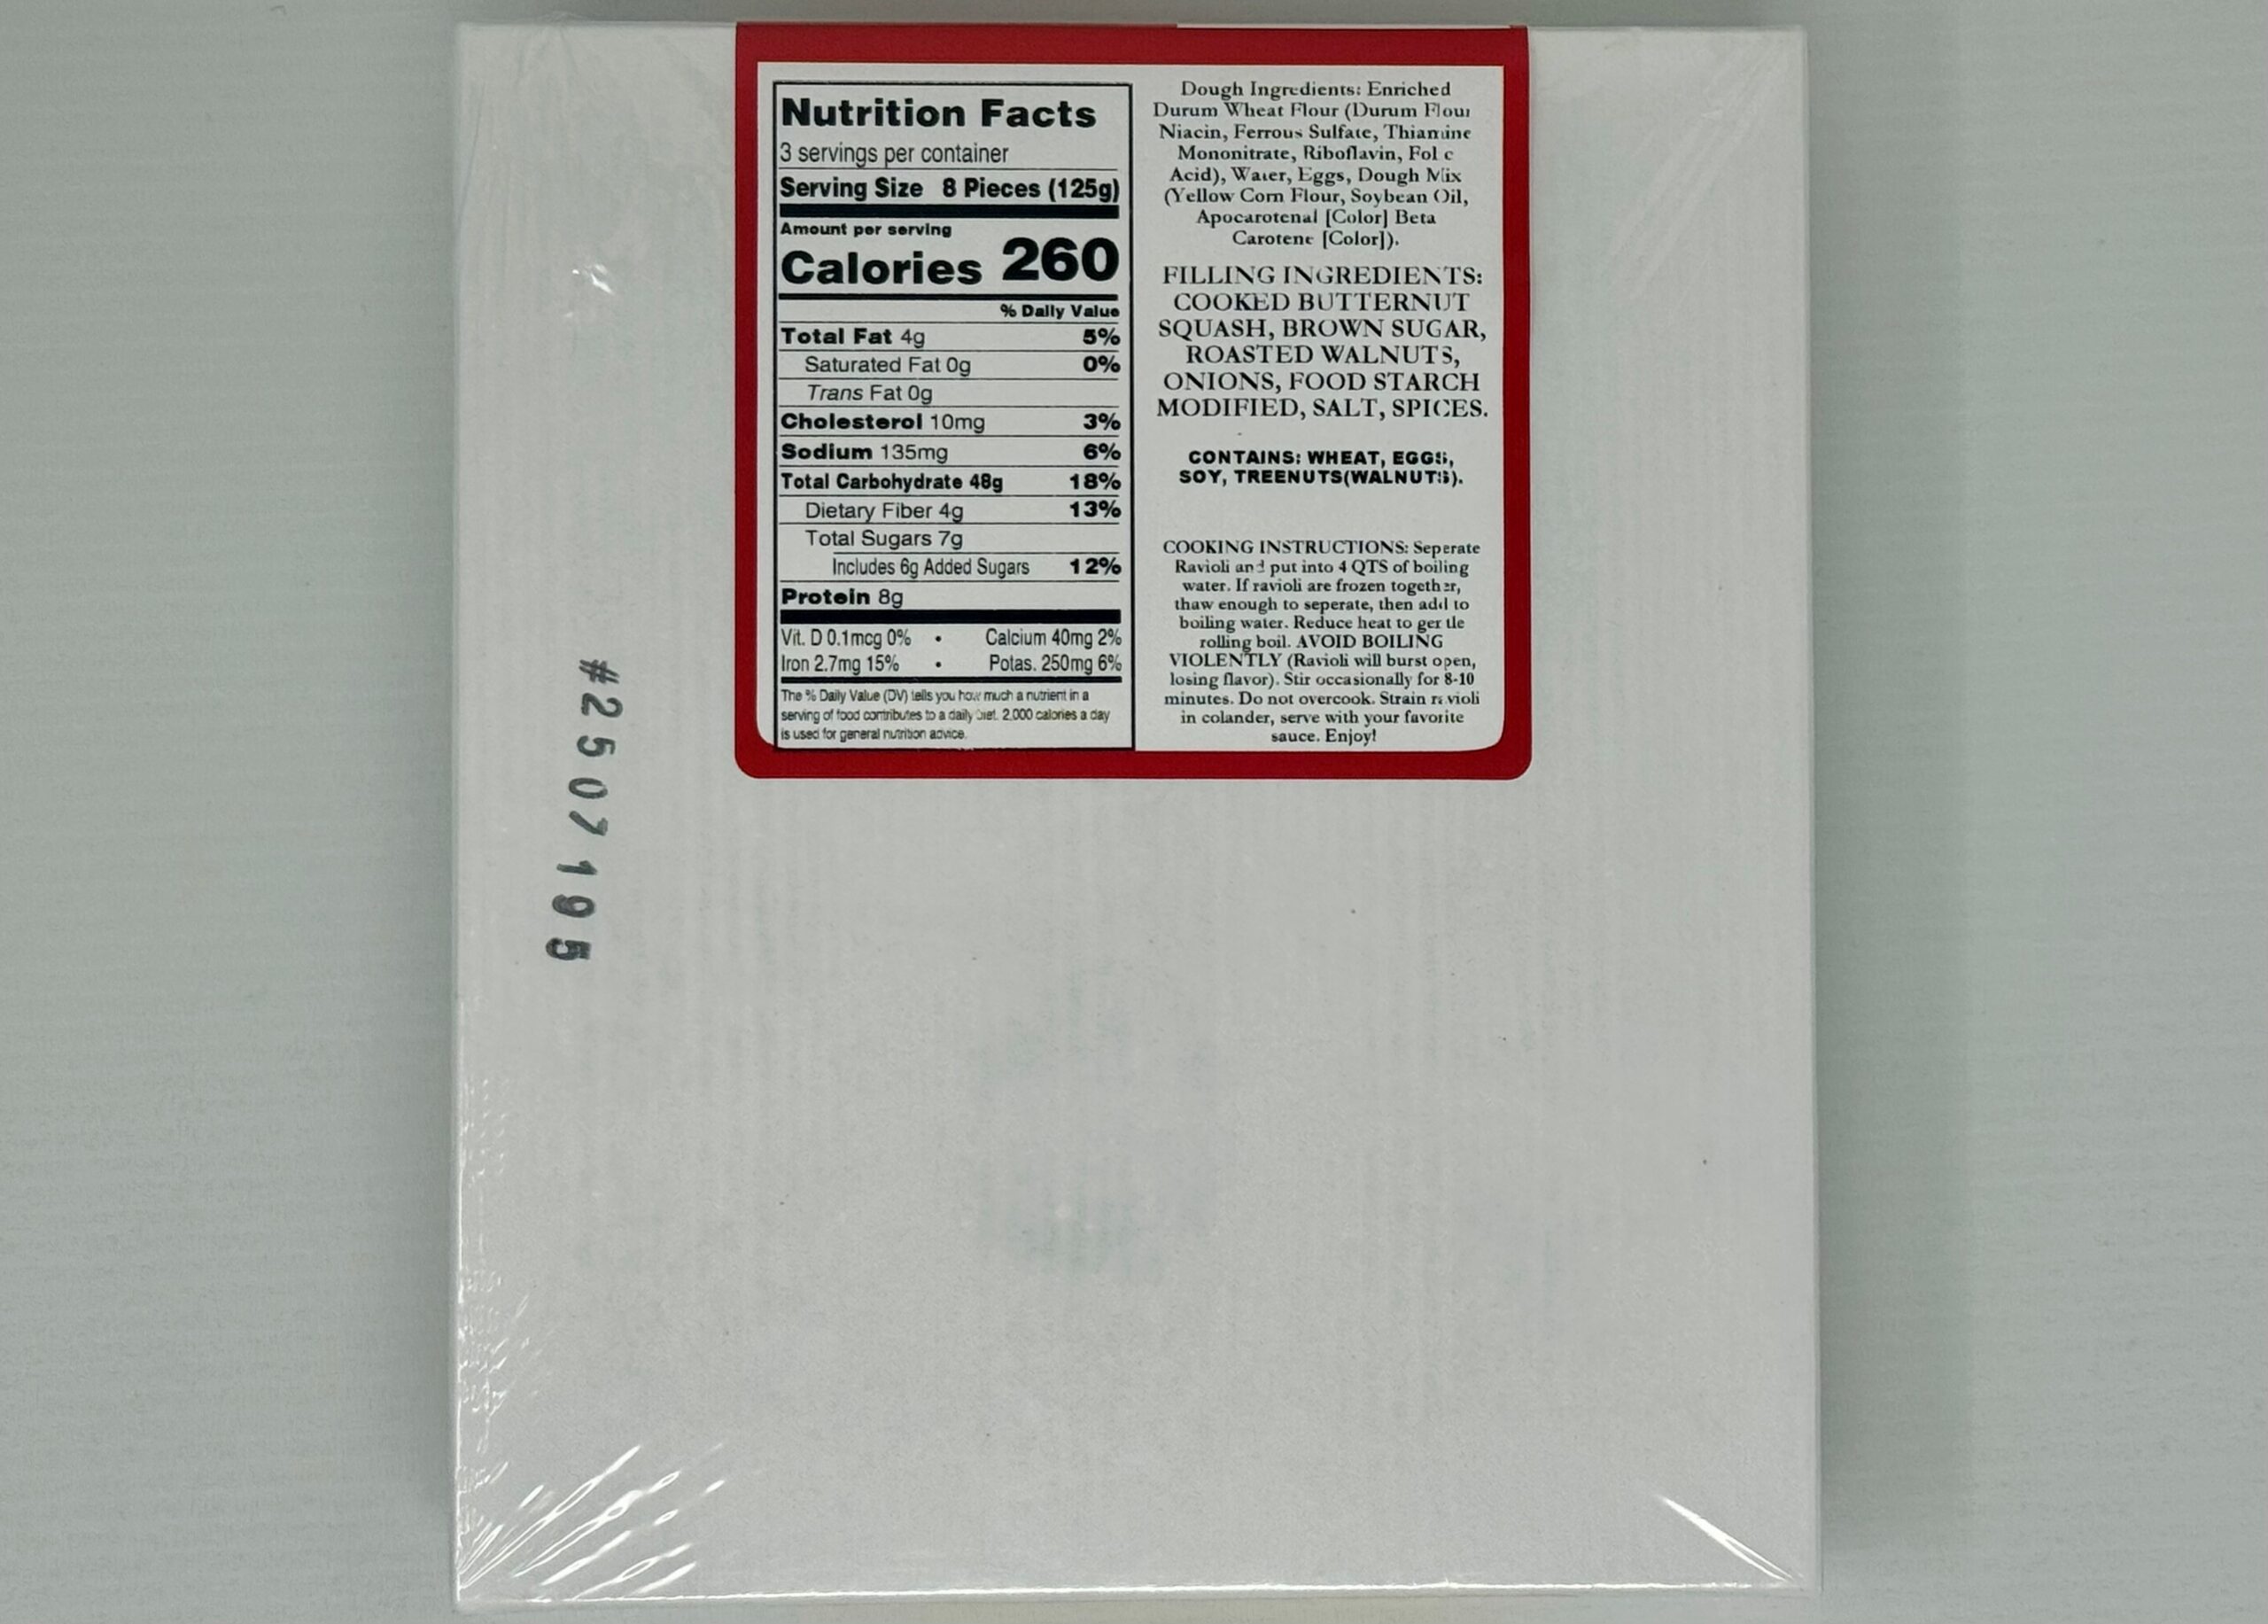 Nutrition Facts
3 servings per container
Serving Size 8 Pieces (125g)
Amount per serving
Calories 260
% Daily Value
Total Fat 4g 5%
Saturated Fat 0g 0%
Trans Fat 0g
Cholesterol 10mg 3%
Sodium 135mg 6%
Total Carbohydrate 48g 18%
Dietary Fiber 4g 13%
Total Sugars 7g
Includes 6g Added Sugars 12%
Protein 8g
Vit. D 0.1mcg 0% • Calcium 40mg 2%
Iron 2.7mg 15% • Potas. 250mg 6%
The % Daily Value (DV) tells you how much a nutrient in a
serving of food contributes to a daily diet. 2,000 calories a day
is used for general nutrition advice.
Dough Ingredients: Enriched
Durum Wheat Flour (Durum Flour
Niacin, Ferrous Sulfate, Thiamine
Mononitrate, Riboflavin, Folic
Acid), Water, Eggs, Dough Mix
(Yellow Corn Flour, Soybean Oil,
Apocarotenal [Color] Beta
Carotene [Color]).
FILLING INGREDIENTS:
COOKED BUTTERNUT
SQUASH, BROWN SUGAR,
ROASTED WALNUTS,
ONIONS, FOOD STARCH
MODIFIED, SALT, SPICES.
CONTAINS: WHEAT, EGGS,
SOY, TREENUTS(WALNUTS).
COOKING INSTRUCTIONS: Seperate
Ravioli and put into 4 QTS of boiling
water. If ravioli are frozen together,
thaw enough to seperate, then add to
boiling water. Reduce heat to gentle
rolling boil. AVOID BOILING
VIOLENTLY (Ravioli will burst open,
losing flavor). Stir occasionally for 8-10
minutes. Do not overcook. Strain ravioli
in colander, serve with your favorite
sauce. Enjoy!
#2507195